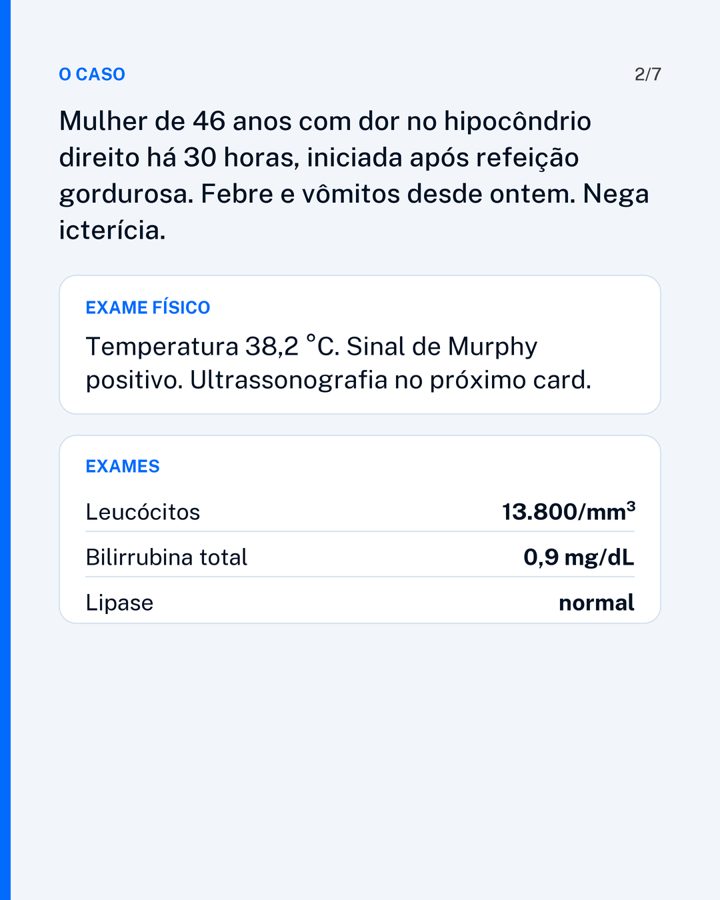 O CASO 2/7
Mulher de 46 anos com dor no hipocôndrio
direito há 30 horas, iniciada após refeição
gordurosa. Febre e vômitos desde ontem. Nega
icterícia.
EXAME FÍSICO
Temperatura 38,2 °C. Sinal de Murphy
positivo. Ultrassonografia no próximo card.
EXAMES
Leucócitos 13.800/mm³
Bilirrubina total 0,9 mg/dL
Lipase normal